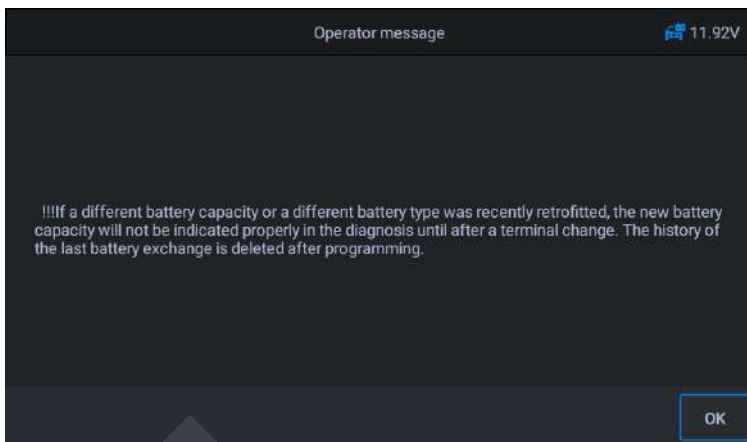 Operator message
11.92V
!!!If a different battery capacity or a different battery type was recently retrofitted, the new battery
capacity will not be indicated properly in the diagnosis until after a terminal change. The history of
the last battery exchange is deleted after programming.
OK